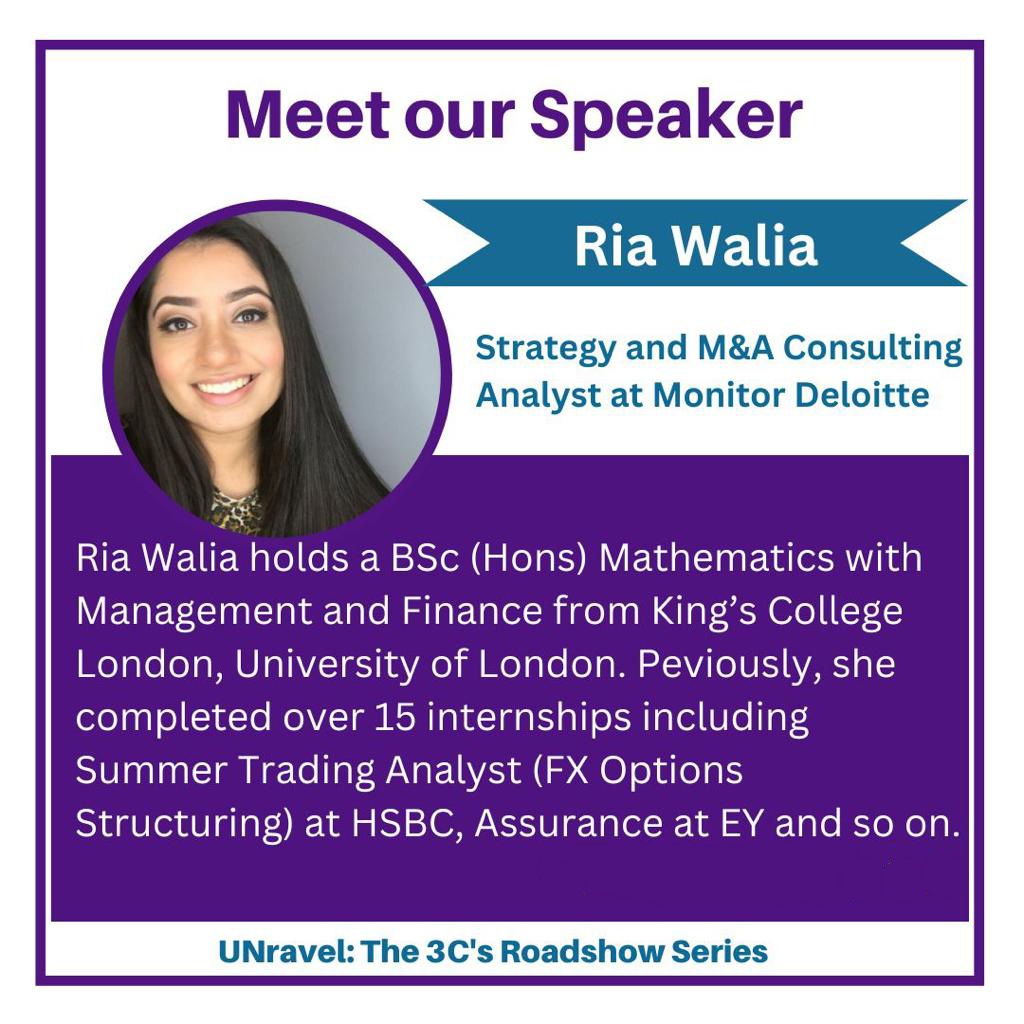 Meet our Speaker
Ria Walia
Strategy and M&A Consulting
Analyst at Monitor Deloitte
Ria Walia holds a BSc (Hons) Mathematics with
Management and Finance from King’s College
London, University of London. Peviously, she
completed over 15 internships including
Summer Trading Analyst (FX Options
Structuring) at HSBC, Assurance at EY and so on.
UNravel: The 3C's Roadshow Series